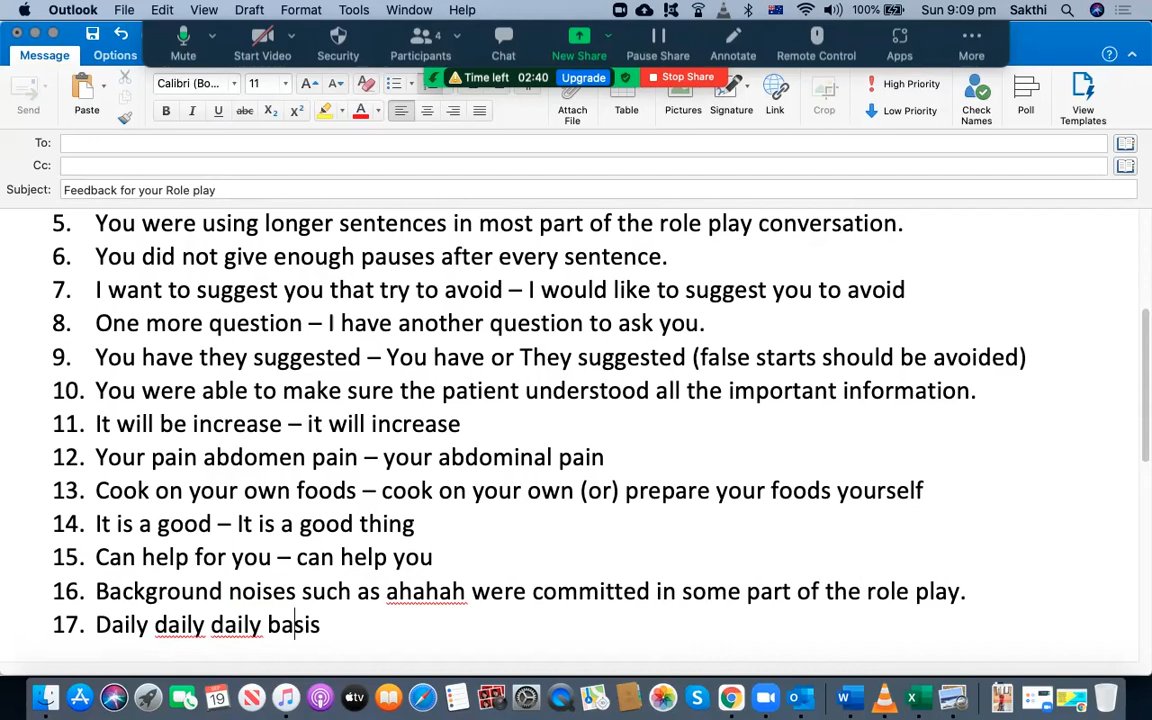 Outlook File Edit View Draw Format Tools Window Help 100% Sun 9:09 pm Sakthi
Mute Start Video Security Participants 4 Chat New Share Pause Share Annotate Remote Control Apps More
Message Options
Time left 02:40 Upgrade Stop Share
Send Paste Calibri (Bo... 11 A A
B I U abc X2 X2 A
Attach File Table Pictures Signature Link Crop High Priority Low Priority Check Names Poll View Templates
To:
Cc:
Subject: Feedback for your Role play
5. You were using longer sentences in most part of the role play conversation.
6. You did not give enough pauses after every sentence.
7. I want to suggest you that try to avoid – I would like to suggest you to avoid
8. One more question – I have another question to ask you.
9. You have they suggested – You have or They suggested (false starts should be avoided)
10. You were able to make sure the patient understood all the important information.
11. It will be increase – it will increase
12. Your pain abdomen pain – your abdominal pain
13. Cook on your own foods – cook on your own (or) prepare your foods yourself
14. It is a good – It is a good thing
15. Can help for you – can help you
16. Background noises such as ahahah were committed in some part of the role play.
17. Daily daily daily basis
19 tv